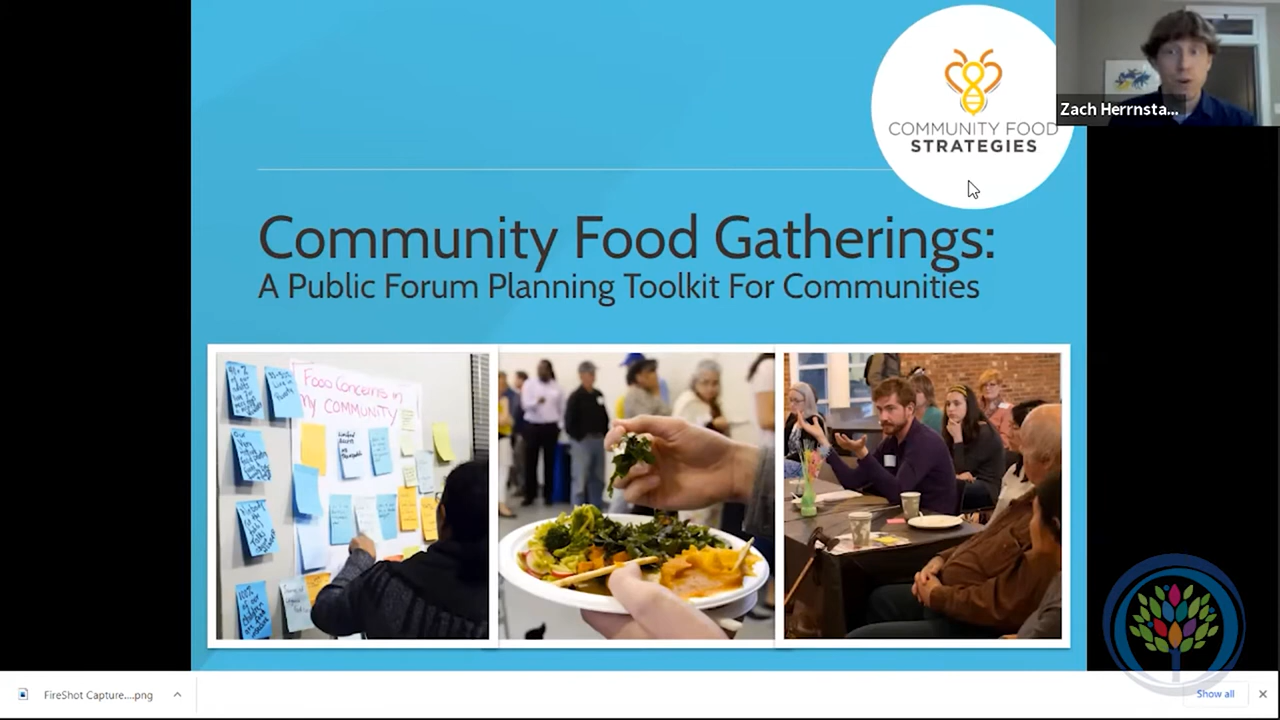 COMMUNITY FOOD
STRATEGIES
Zach Herrnsta...
Community Food Gatherings:
A Public Forum Planning Toolkit For Communities
Food Concerns in
my COMMUNITY
FireShot Capture....png
Show all